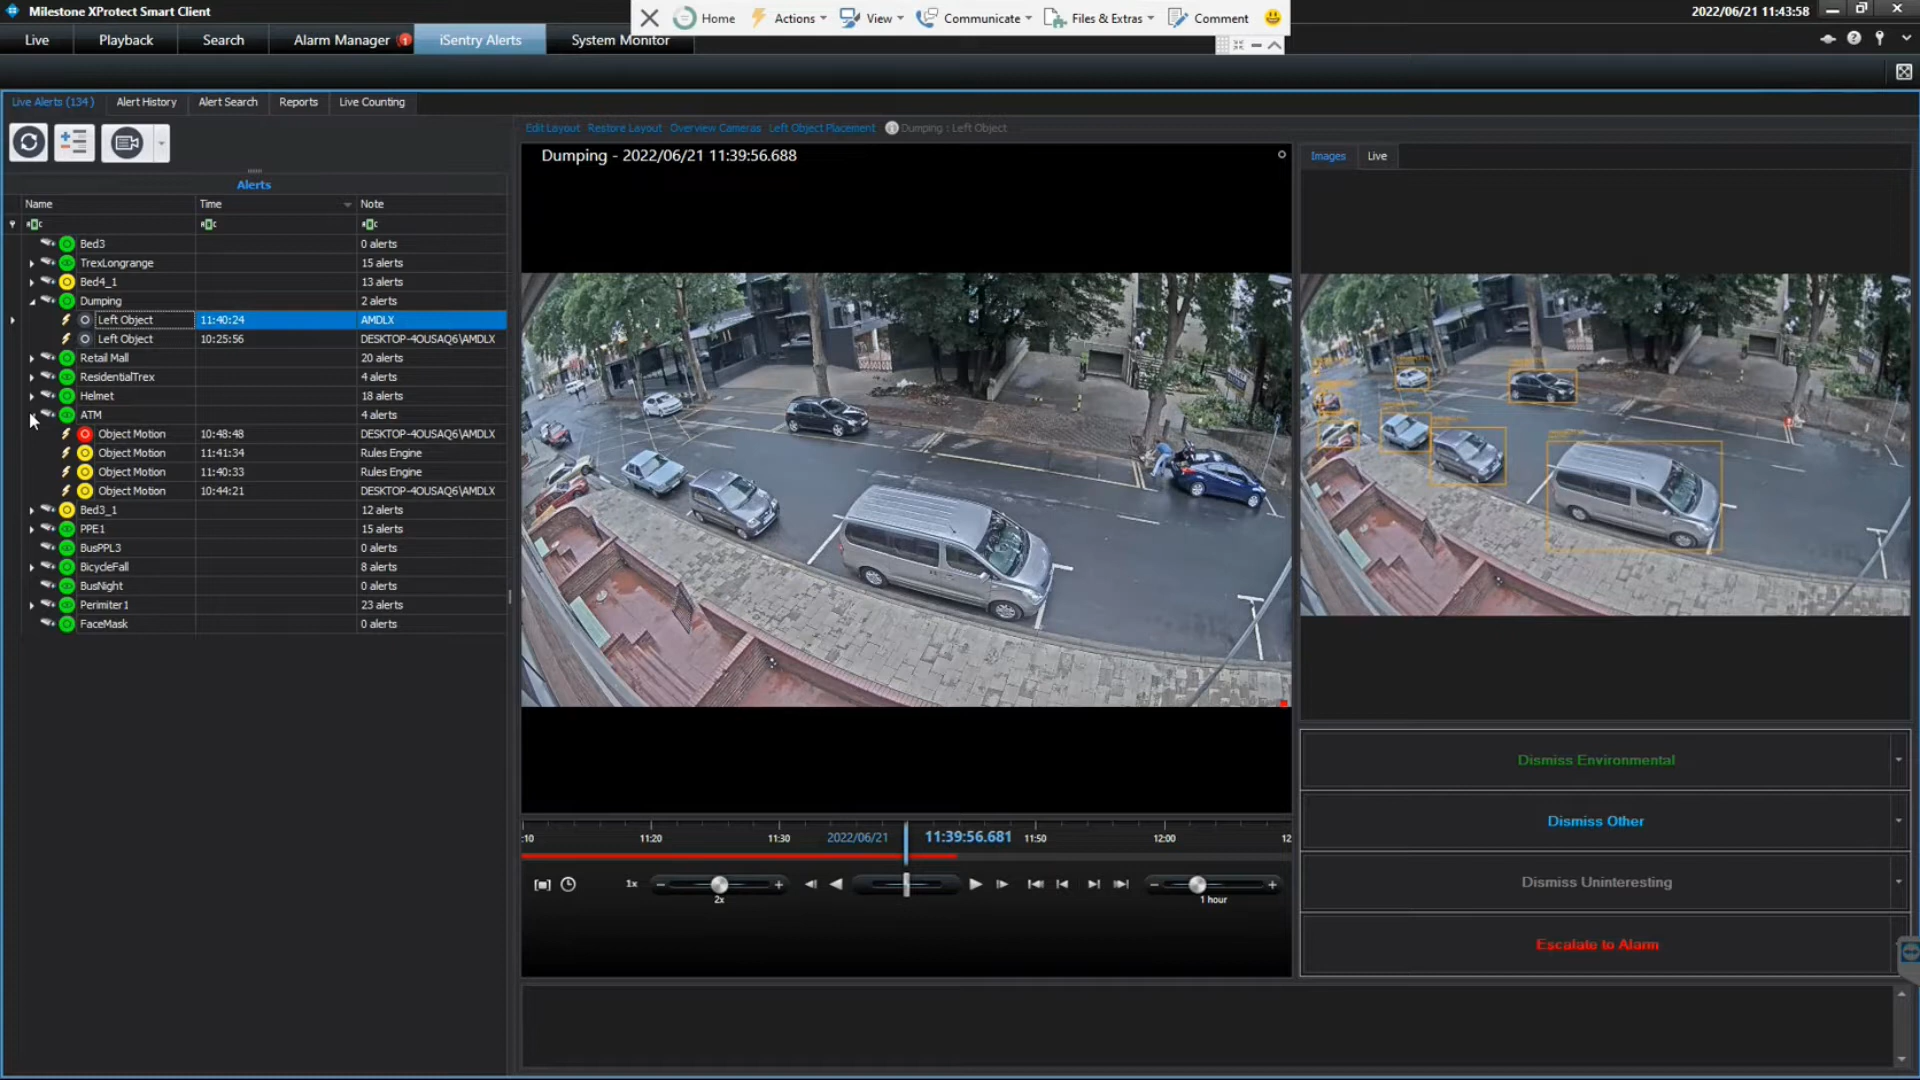 Milestone XProtect Smart Client
Home
Actions
View
Communicate
Files & Extras
Comment
2022/06/21 11:43:58
Live
Playback
Search
Alarm Manager
1
iSentry Alerts
System Monitor
Live Alerts (134)
Alert History
Alert Search
Reports
Live Counting
Edit Layout
Restore Layout
Overview Cameras
Left Object Placement
Dumping : Left Object
Alerts
Name Time Note
Bed3 0 alerts
TrexLongrange 15 alerts
Bed4_1 13 alerts
Dumping 2 alerts
Left Object 11:40:24 AMDLX
Left Object 10:25:56 DESKTOP-4OUSAQ6\AMDLX
Retail Mall 20 alerts
ResidentialTrex 4 alerts
Helmet 18 alerts
ATM 4 alerts
Object Motion 10:48:48 DESKTOP-4OUSAQ6\AMDLX
Object Motion 11:41:34 Rules Engine
Object Motion 11:40:33 Rules Engine
Object Motion 10:44:21 DESKTOP-4OUSAQ6\AMDLX
Bed3_1 12 alerts
PPE1 15 alerts
BusPPL3 0 alerts
BicycleFall 8 alerts
BusNight 0 alerts
Perimiter1 23 alerts
FaceMask 0 alerts
Dumping - 2022/06/21 11:39:56.688
Images
Live
:10 11:20 11:30 2022/06/21 11:39:56.681 11:50 12:00 12
1x
2x
1 hour
Dismiss Environmental
Dismiss Other
Dismiss Uninteresting
Escalate to Alarm